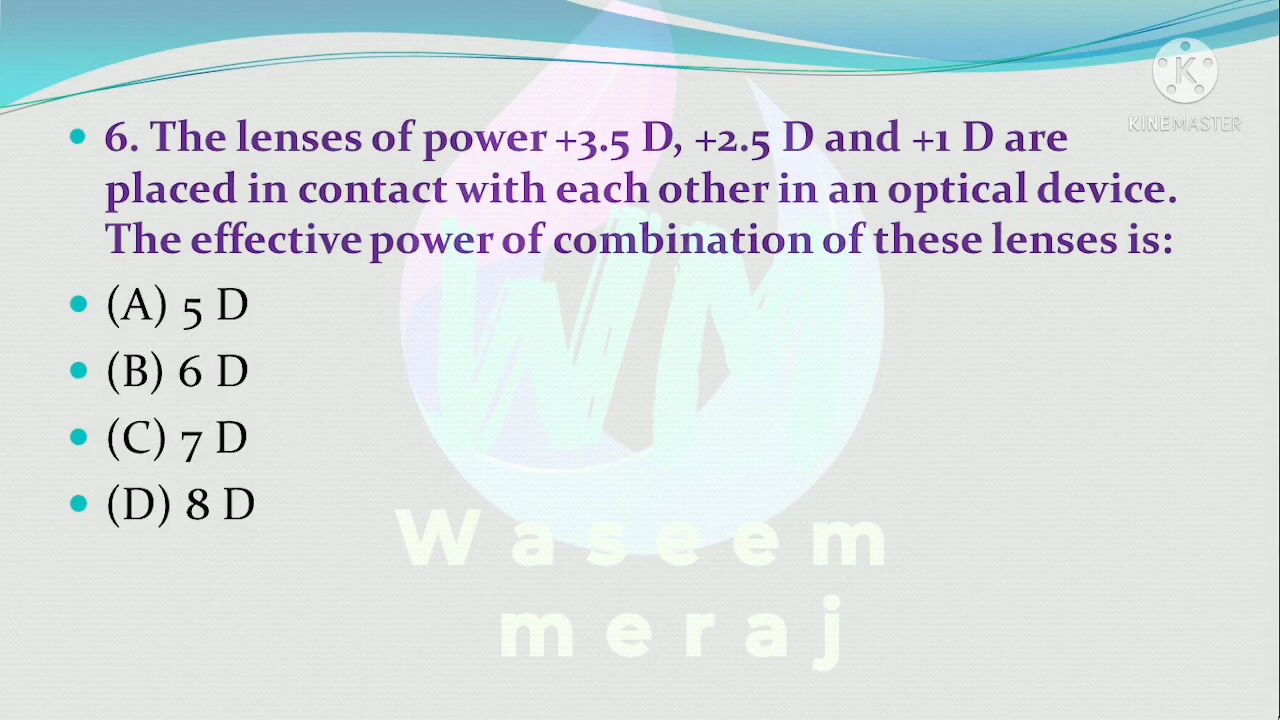 KINEMASTER
• 6. The lenses of power +3.5 D, +2.5 D and +1 D are
placed in contact with each other in an optical device.
The effective power of combination of these lenses is:
• (A) 5 D
• (B) 6 D
• (C) 7 D
• (D) 8 D
WM
Waseem
meraj